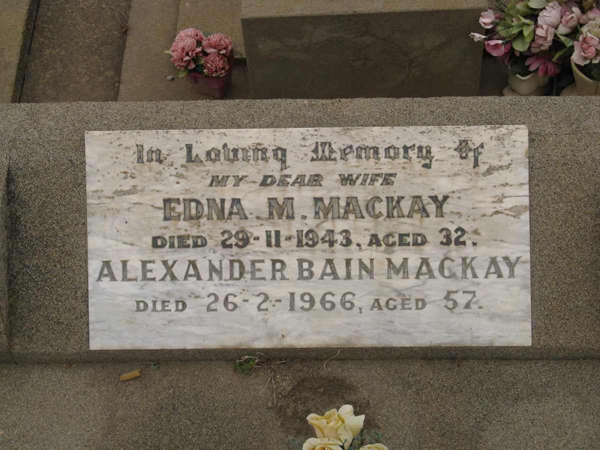 In Loving Memory Of
MY DEAR WIFE
EDNA. M. MACKAY
DIED 29-11-1943, AGED 32.
ALEXANDER BAIN MACKAY
DIED 26-2-1966, AGED 57.